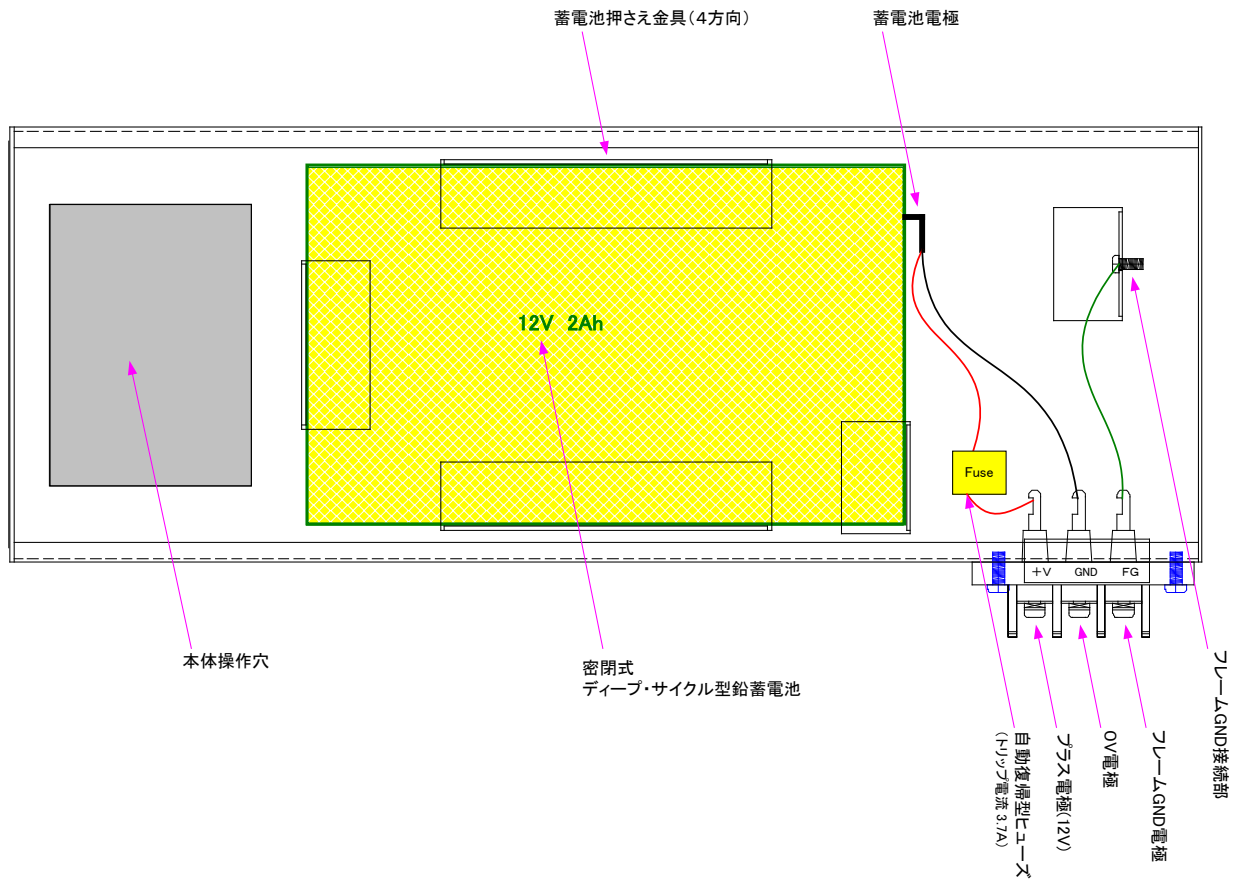 蓄電池押さえ金具(4方向)
蓄電池電極
12V 2Ah
Fuse
+V
GND
FG
本体操作穴
密閉式
ディープ・サイクル型鉛蓄電池
自動復帰型ヒューズ
(トリップ電流 3.7A)
プラス電極(12V)
0V電極
フレームGND電極
フレームGND接続部